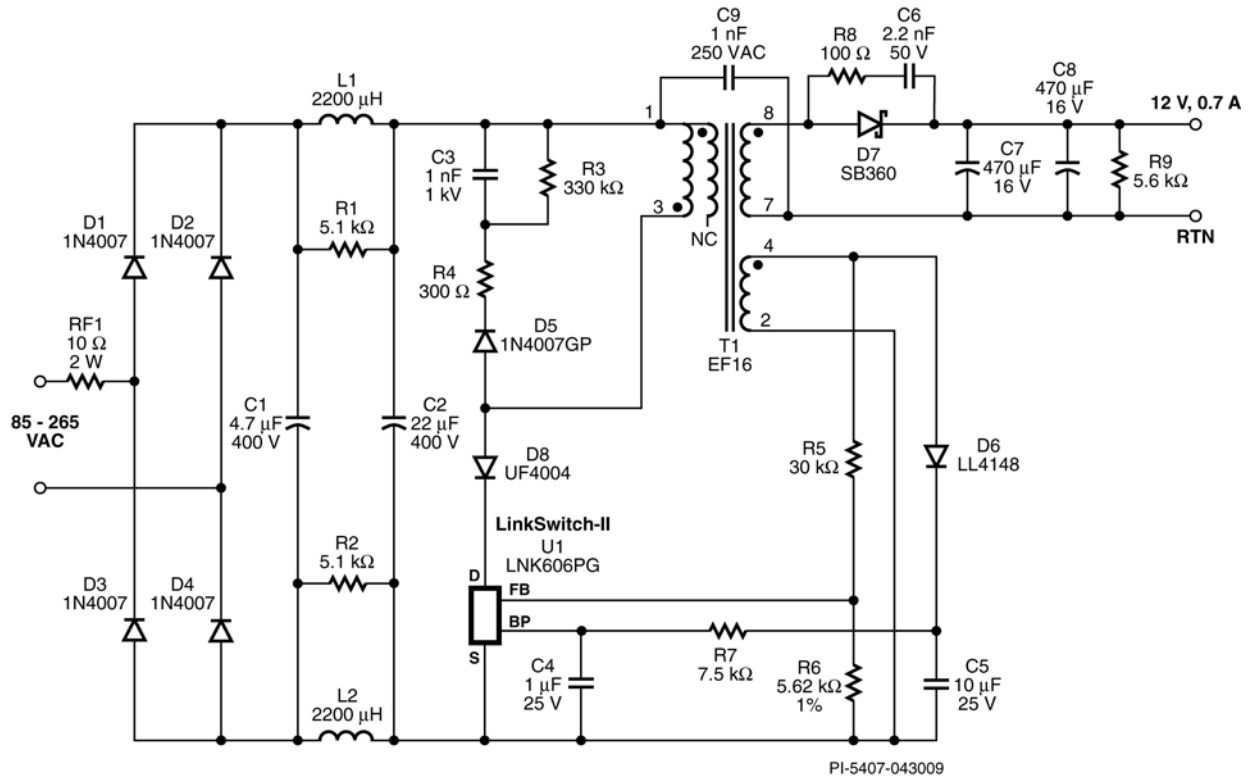 C9
1 nF
250 VAC
R8
100 Ω
C6
2.2 nF
50 V
C8
470 µF
16 V
12 V, 0.7 A
L1
2200 µH
1
8
C3
1 nF
1 kV
R3
330 kΩ
D7
SB360
C7
470 µF
16 V
R9
5.6 kΩ
D1
1N4007
D2
1N4007
R1
5.1 kΩ
3
NC
7
RTN
4
R4
300 Ω
2
RF1
10 Ω
2 W
D5
1N4007GP
T1
EF16
85 - 265
VAC
C1
4.7 µF
400 V
C2
22 µF
400 V
D8
UF4004
R5
30 kΩ
D6
LL4148
LinkSwitch-II
U1
LNK606PG
R2
5.1 kΩ
D
FB
BP
S
D3
1N4007
D4
1N4007
R7
7.5 kΩ
C4
1 µF
25 V
R6
5.62 kΩ
1%
C5
10 µF
25 V
L2
2200 µH
PI-5407-043009